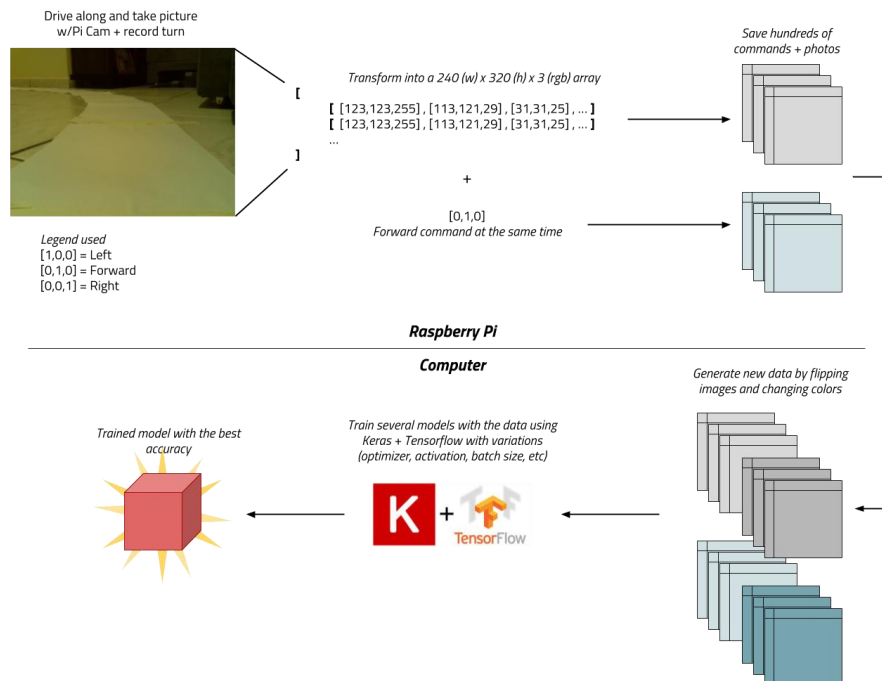 Drive along and take picture
w/Pi Cam + record turn
Save hundreds of
commands + photos
Transform into a 240 (w) x 320 (h) x 3 (rgb) array
[
[ [123,123,255] , [113,121,29] , [31,31,25] , ... ]
[ [123,123,255] , [113,121,29] , [31,31,25] , ... ]
...
]
+
[0,1,0]
Forward command at the same time
Legend used
[1,0,0] = Left
[0,1,0] = Forward
[0,0,1] = Right
Raspberry Pi
Computer
Generate new data by flipping
images and changing colors
Train several models with the data using
Keras + Tensorflow with variations
(optimizer, activation, batch size, etc)
Trained model with the best
accuracy
K
+
TensorFlow